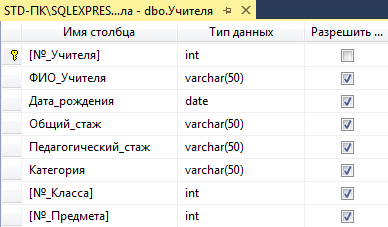 STD-ПК\SQLEXPRES...ла - dbo.Учителя
Имя столбца Тип данных Разрешить ...
[№_Учителя] int
ФИО_Учителя varchar(50)
Дата_рождения date
Общий_стаж varchar(50)
Педагогический_стаж varchar(50)
Категория varchar(50)
[№_Класса] int
[№_Предмета] int